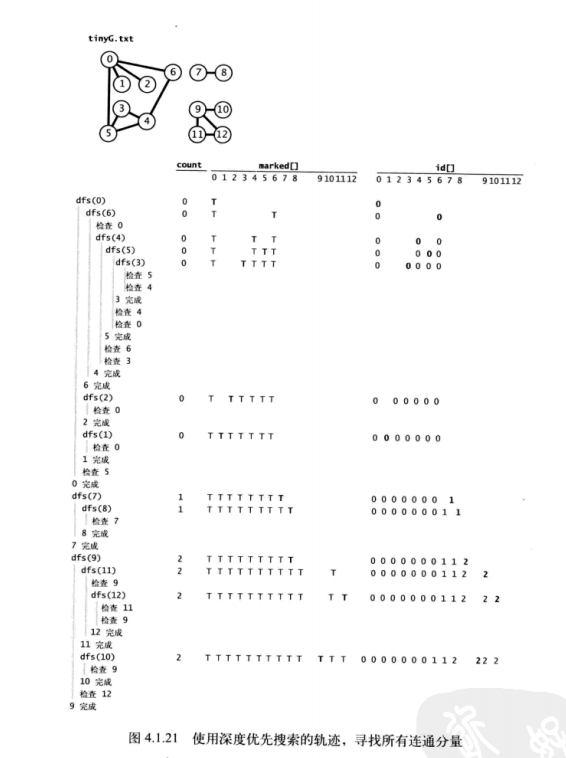 tinyG.txt
0
1 2 6 7 8
3 4 5
9 10
11 12
count marked[] id[]
0 1 2 3 4 5 6 7 8 9 10 11 12 0 1 2 3 4 5 6 7 8 9 10 11 12
dfs(0) 0 T 0
dfs(6) 0 T T 0 0
检查 0
dfs(4) 0 T T T 0 0 0
dfs(5) 0 T T T T 0 0 0 0
dfs(3) 0 T T T T T 0 0 0 0 0
检查 5
检查 4
3 完成
检查 4
检查 0
5 完成
检查 6
检查 3
4 完成
6 完成
dfs(2) 0 T T T T T T 0 0 0 0 0 0
检查 0
2 完成
dfs(1) 0 T T T T T T T 0 0 0 0 0 0 0
检查 0
1 完成
检查 5
0 完成
dfs(7) 1 T T T T T T T T 0 0 0 0 0 0 0 1
dfs(8) 1 T T T T T T T T T 0 0 0 0 0 0 0 1 1
检查 7
8 完成
7 完成
dfs(9) 2 T T T T T T T T T 0 0 0 0 0 0 0 1 1 2
dfs(11) 2 T T T T T T T T T T T 0 0 0 0 0 0 0 1 1 2 2
检查 9
dfs(12) 2 T T T T T T T T T T T T 0 0 0 0 0 0 0 1 1 2 2 2
检查 11
检查 9
12 完成
11 完成
dfs(10) 2 T T T T T T T T T T T T T 0 0 0 0 0 0 0 1 1 2 2 2 2
检查 9
10 完成
检查 12
9 完成
图 4.1.21 使用深度优先搜索的轨迹，寻找所有连通分量